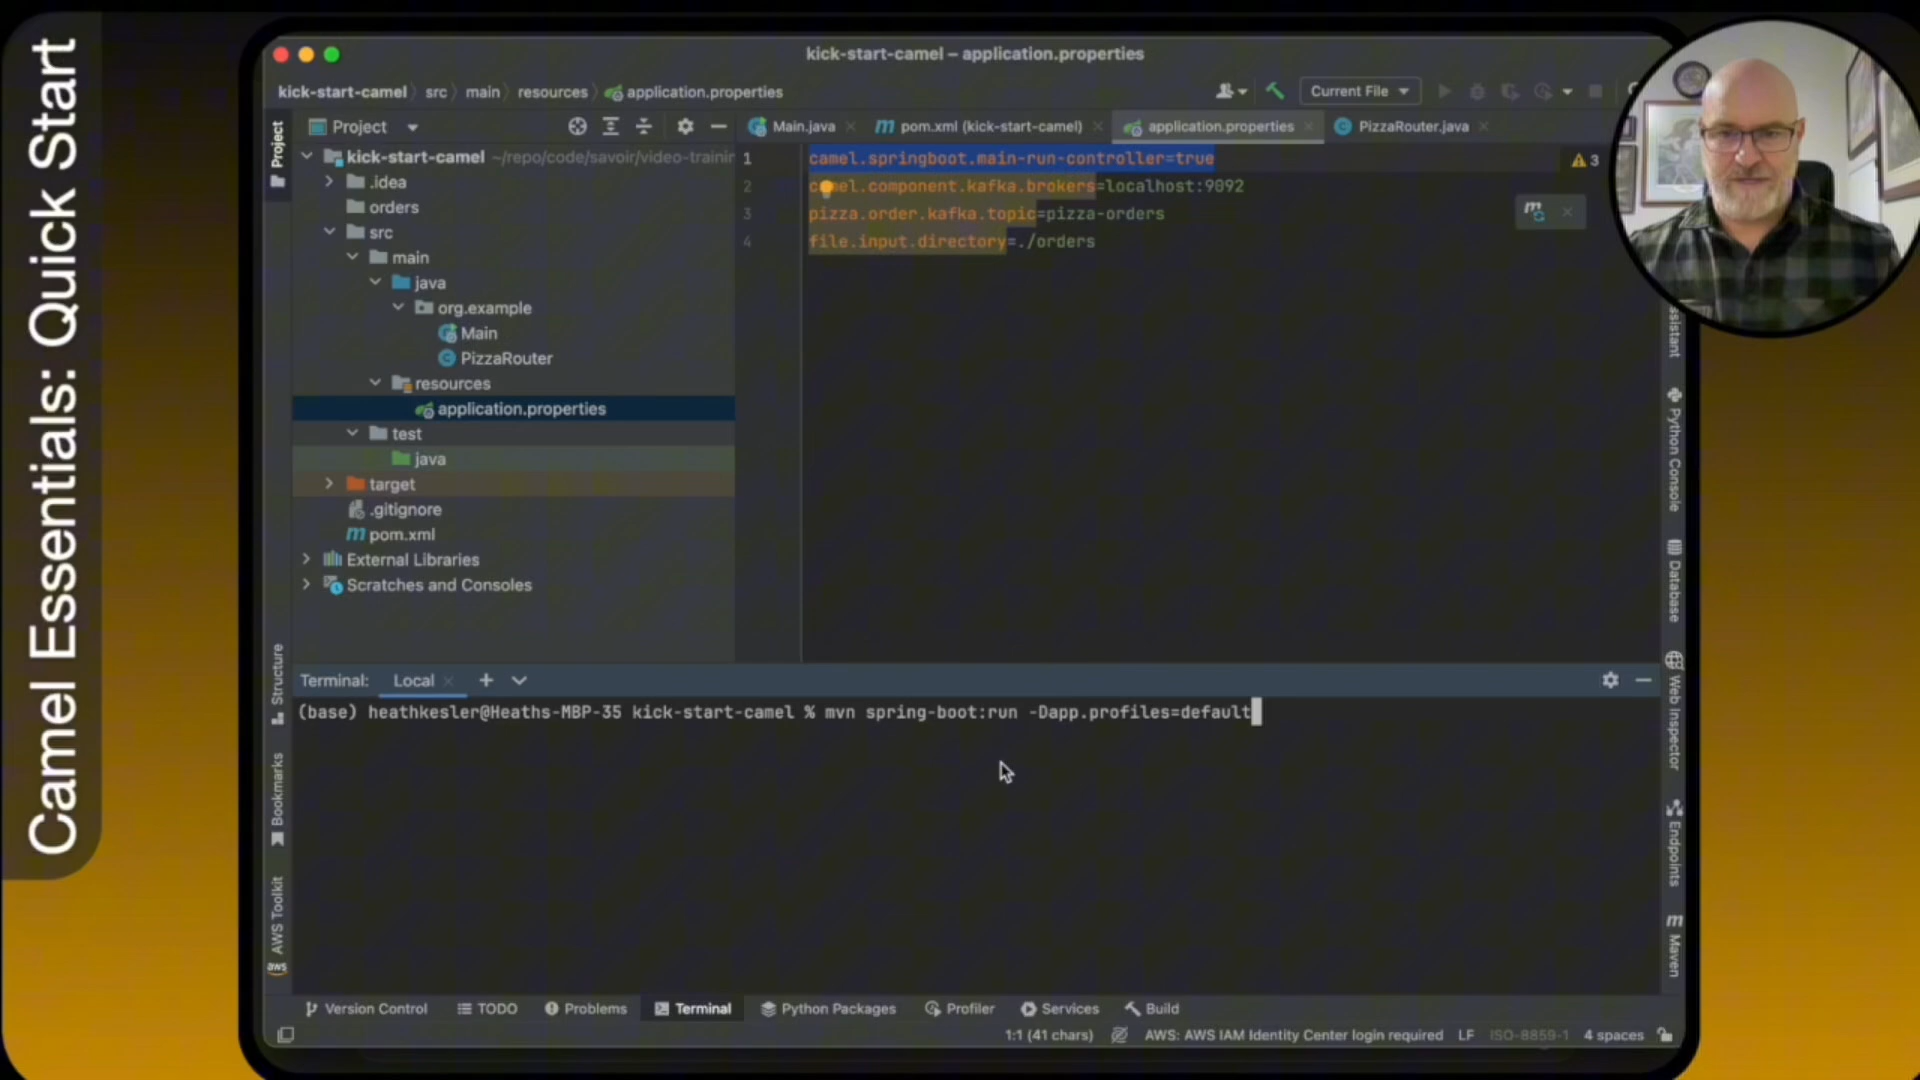 Camel Essentials: Quick Start
kick-start-camel – application.properties
kick-start-camel src main resources application.properties
Current File
Project
Main.java
pom.xml (kick-start-camel)
application.properties
PizzaRouter.java
Project
kick-start-camel ~/repo/code/savoir/video-trainin
.idea
orders
src
main
java
org.example
Main
PizzaRouter
resources
application.properties
test
java
target
.gitignore
pom.xml
External Libraries
Scratches and Consoles
1 camel.springboot.main-run-controller=true
2 camel.component.kafka.brokers=localhost:9092
3 pizza.order.kafka.topic=pizza-orders
4 file.input.directory=./orders
3
Python Console
Database
Web Inspector
Endpoints
Maven
Structure
Bookmarks
AWS Toolkit
aws
Terminal: Local
(base) heathkesler@Heaths-MBP-35 kick-start-camel % mvn spring-boot:run -Dapp.profiles=default
Version Control TODO Problems Terminal Python Packages Profiler Services Build
1:1 (41 chars) AWS: AWS IAM Identity Center login required LF ISO-8859-1 4 spaces